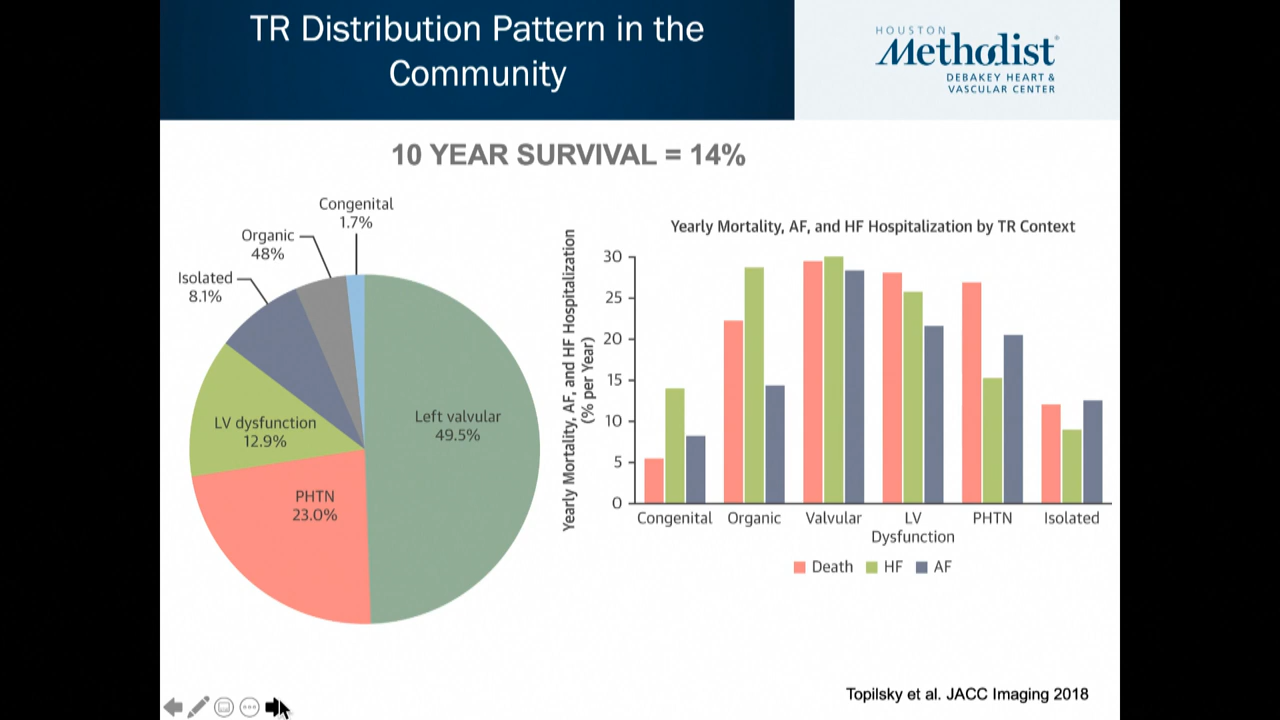 TR Distribution Pattern in the
Community
HOUSTON
Methodist®
DEBAKEY HEART &
VASCULAR CENTER
10 YEAR SURVIVAL = 14%
Congenital
1.7%
Organic
48%
Isolated
8.1%
LV dysfunction
12.9%
Left valvular
49.5%
PHTN
23.0%
Yearly Mortality, AF, and HF Hospitalization by TR Context
Yearly Mortality, AF, and HF Hospitalization
(% per Year)
30
25
20
15
10
5
0
Congenital Organic Valvular LV PHTN Isolated
Dysfunction
Death HF AF
Topilsky et al. JACC Imaging 2018